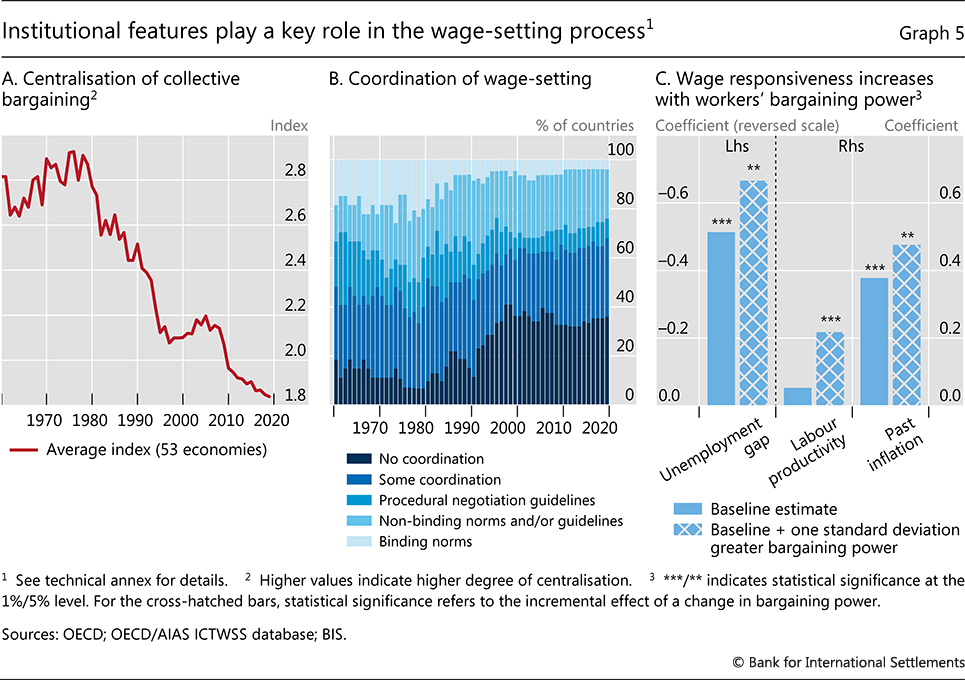 Institutional features play a key role in the wage-setting process1
Graph 5
A. Centralisation of collective
bargaining2
Index
2.8
2.6
2.4
2.2
2.0
1.8
1970 1980 1990 2000 2010 2020
Average index (53 economies)
B. Coordination of wage-setting
% of countries
100
80
60
40
20
0
1970 1980 1990 2000 2010 2020
No coordination
Some coordination
Procedural negotiation guidelines
Non-binding norms and/or guidelines
Binding norms
C. Wage responsiveness increases
with workers‘ bargaining power3
Coefficient (reversed scale) Coefficient
Lhs Rhs
–0.6
–0.4
–0.2
0.0
*** ** *** *** **
0.6
0.4
0.2
0.0
Unemployment
gap
Labour
productivity
Past
inflation
Baseline estimate
Baseline + one standard deviation
greater bargaining power
1 See technical annex for details. 2 Higher values indicate higher degree of centralisation. 3 ***/** indicates statistical significance at the
1%/5% level. For the cross-hatched bars, statistical significance refers to the incremental effect of a change in bargaining power.
Sources: OECD; OECD/AIAS ICTWSS database; BIS.
© Bank for International Settlements